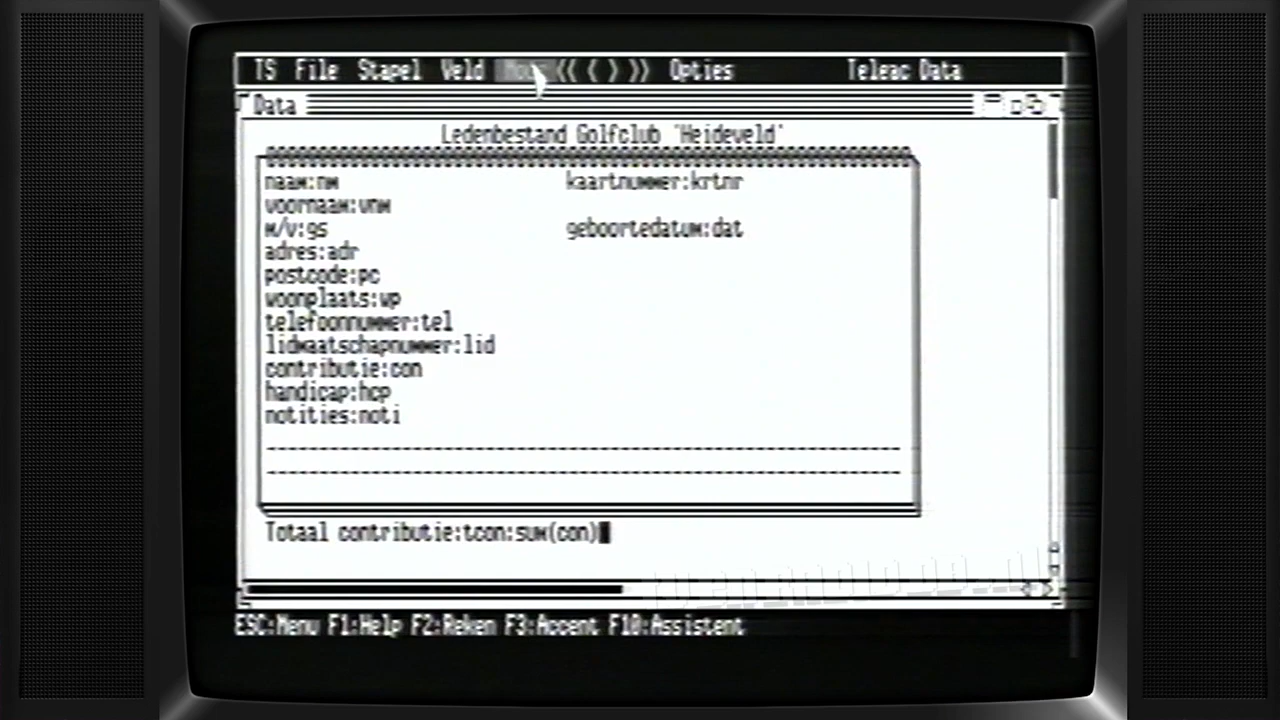 TS File Stapel Veld << < > >> Opties Teleac Data
Data
Ledenbestand Golfclub 'Heideveld'
naam:nm kaartnummer:krtnr
voornaam:vnm
m/v:gs geboortedatum:dat
adres:adr
postcode:pc
woonplaats:wp
telefoonnummer:tel
lidmaatschapnummer:lid
contributie:con
handicap:hcp
notities:noti
Totaal contributie:tcon:sum(con)
ESC:Menu F1:Help F2:Reken F3:Accent F10:Assistent